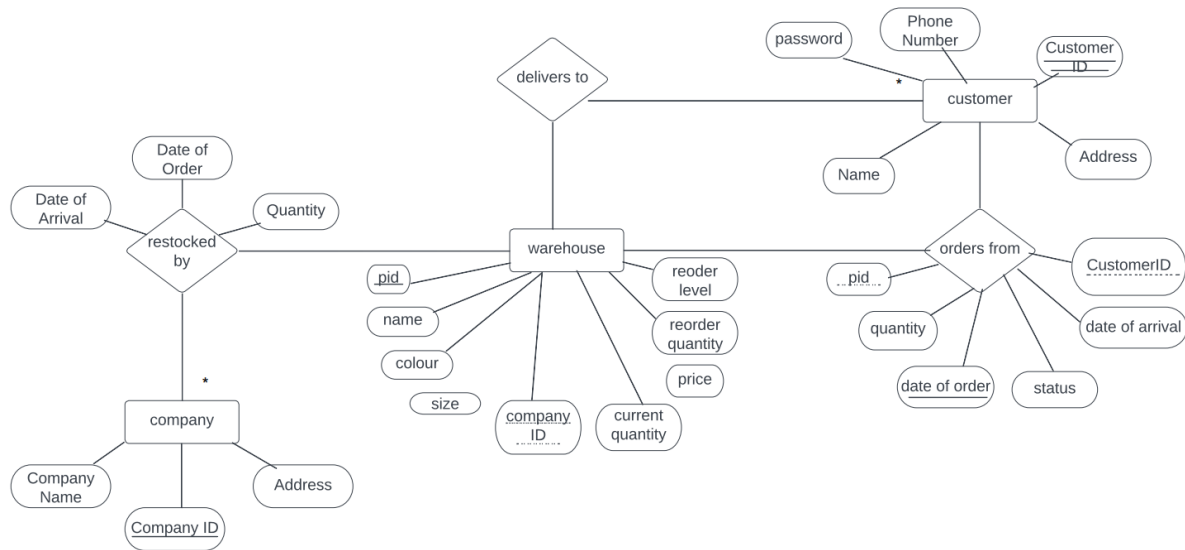 password
Phone
Number
Customer
ID
delivers to
*
customer
Name
Address
Date of
Order
Date of
Arrival
Quantity
restocked
by
warehouse
orders from
pid
name
colour
size
company
ID
current
quantity
price
reorder
quantity
reoder
level
pid
quantity
date of order
status
date of arrival
CustomerID
*
company
Company
Name
Company ID
Address